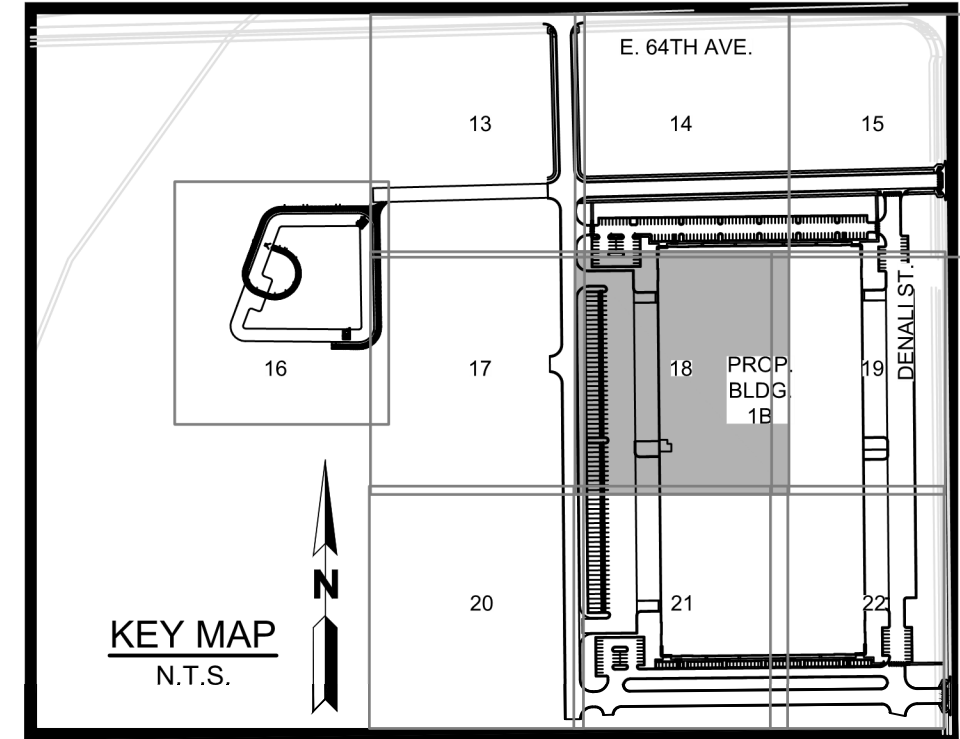 E. 64TH AVE.
13
14
15
16
17
18
PROP.
BLDG.
1B
19
DENALI ST.
20
21
22
N
KEY MAP
N.T.S.